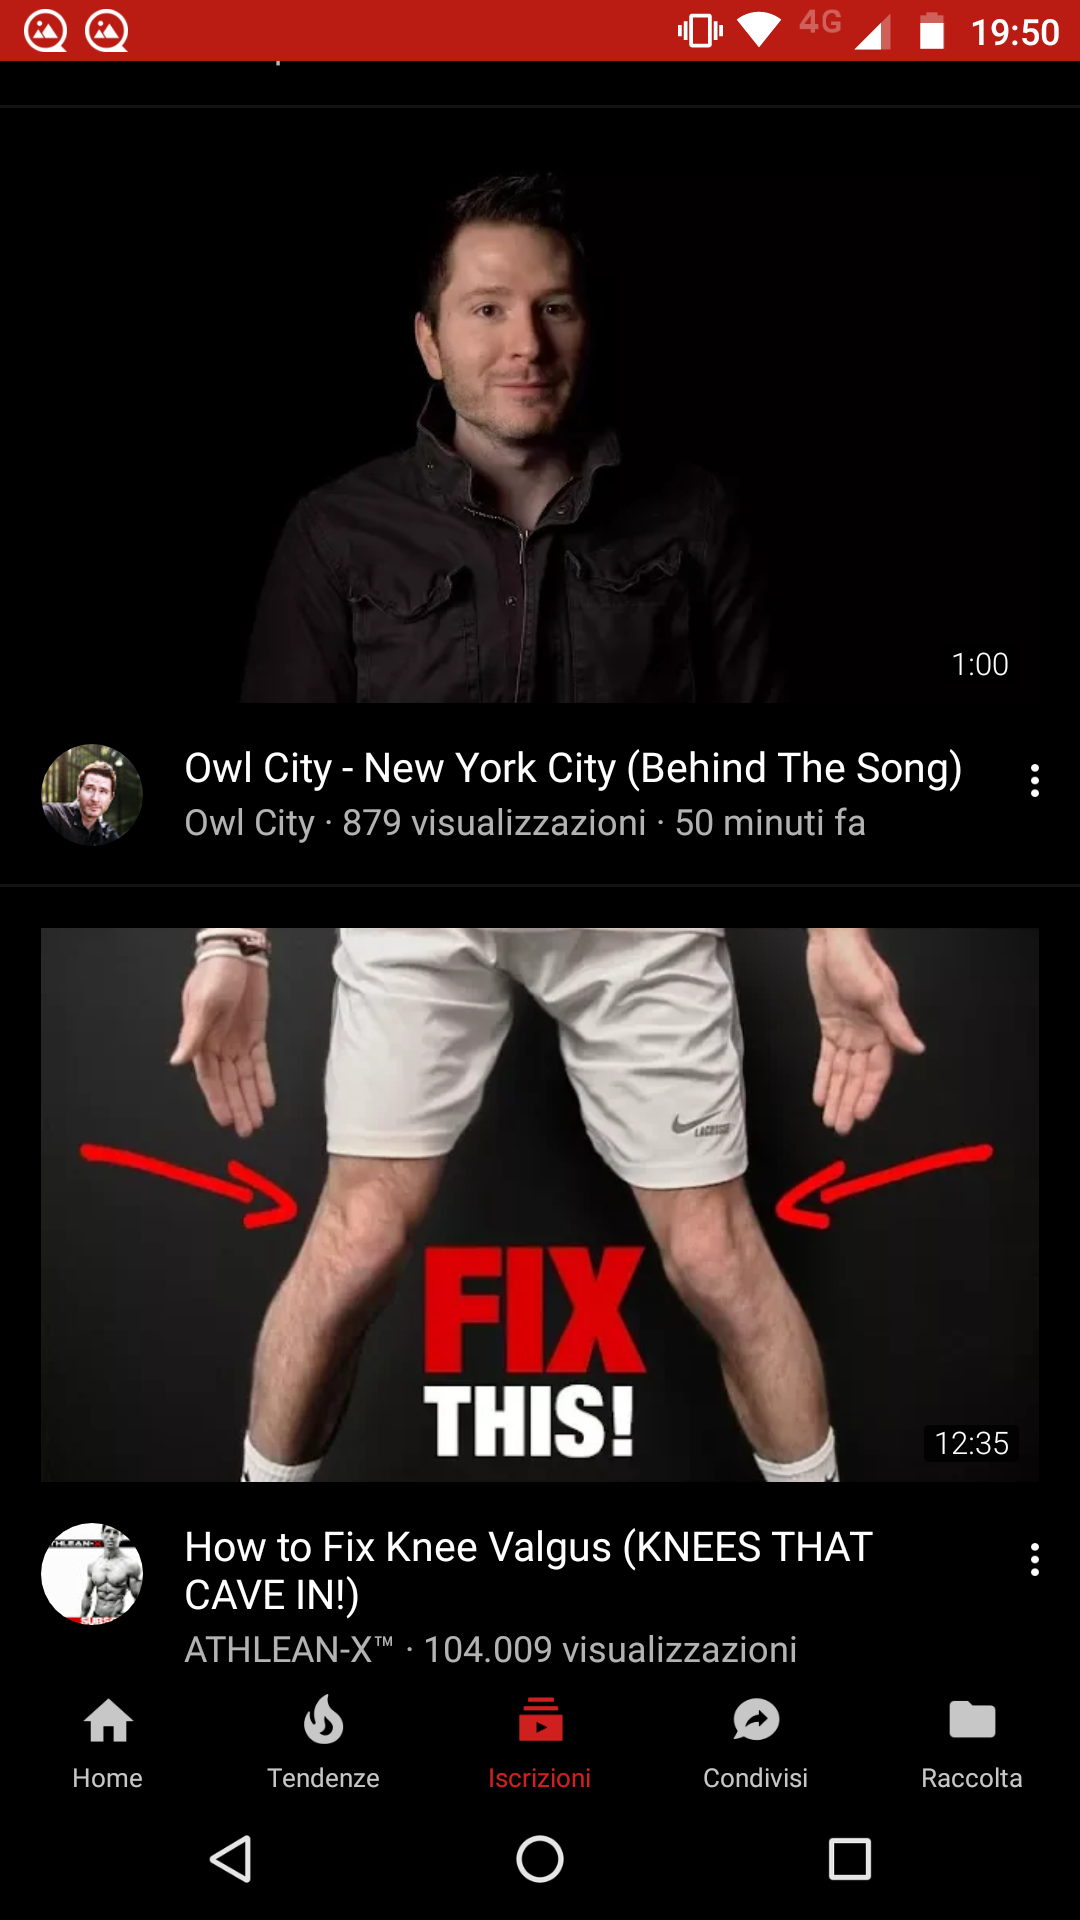 4G 19:50
1:00
Owl City - New York City (Behind The Song)
Owl City · 879 visualizzazioni · 50 minuti fa
LACROSSE
FIX
THIS!
12:35
How to Fix Knee Valgus (KNEES THAT
CAVE IN!)
ATHLEAN-X™ · 104.009 visualizzazioni
Home Tendenze Iscrizioni Condivisi Raccolta